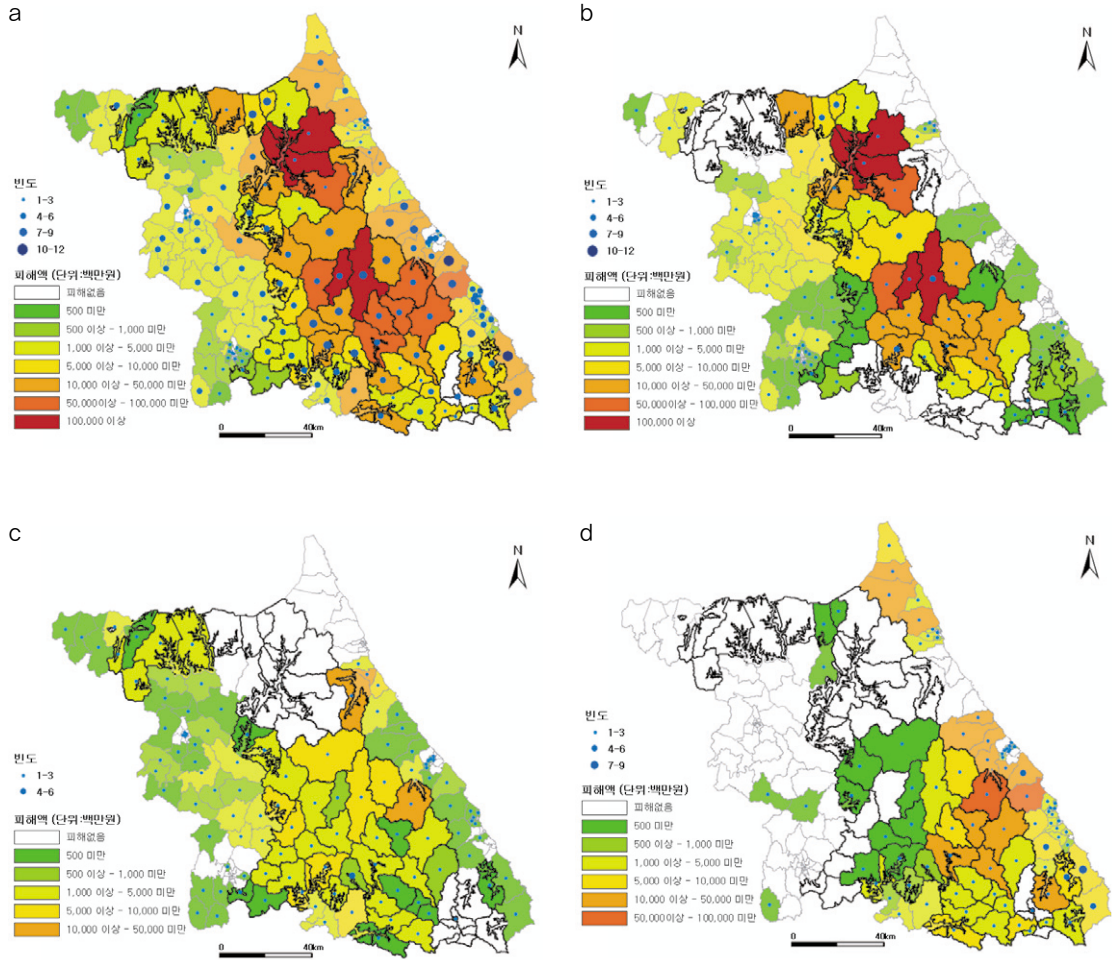 a
N
빈도
1-3
4-6
7-9
10-12
피해액 (단위:백만원)
피해없음
500 미만
500 이상 - 1,000 미만
1,000 이상 - 5,000 미만
5,000 이상 - 10,000 미만
10,000 이상 - 50,000 미만
50,000이상 - 100,000 미만
100,000 이상
0 40km
b
N
빈도
1-3
4-6
7-9
10-12
피해액 (단위:백만원)
피해없음
500 미만
500 이상 - 1,000 미만
1,000 이상 - 5,000 미만
5,000 이상 - 10,000 미만
10,000 이상 - 50,000 미만
50,000이상 - 100,000 미만
100,000 이상
0 40km
c
N
빈도
1-3
4-6
피해액 (단위:백만원)
피해없음
500 미만
500 이상 - 1,000 미만
1,000 이상 - 5,000 미만
5,000 이상 - 10,000 미만
10,000 이상 - 50,000 미만
0 40km
d
N
빈도
1-3
4-6
7-9
피해액 (단위:백만원)
피해없음
500 미만
500 이상 - 1,000 미만
1,000 이상 - 5,000 미만
5,000 이상 - 10,000 미만
10,000 이상 - 50,000 미만
50,000이상 - 100,000 미만
0 40km